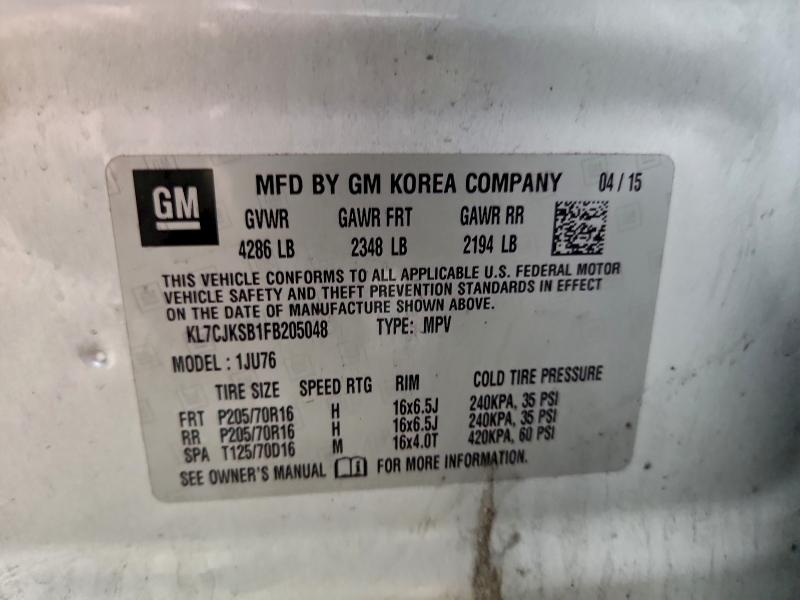 GM MFD BY GM KOREA COMPANY 04/15
GVWR GAWR FRT GAWR RR
4286 LB 2348 LB 2194 LB
THIS VEHICLE CONFORMS TO ALL APPLICABLE U.S. FEDERAL MOTOR
VEHICLE SAFETY AND THEFT PREVENTION STANDARDS IN EFFECT
ON THE DATE OF MANUFACTURE SHOWN ABOVE.
KL7CJKSB1FB205048 TYPE: MPV
MODEL: 1JU76
TIRE SIZE SPEED RTG RIM COLD TIRE PRESSURE
FRT P205/70R16 H 16x6.5J 240KPA, 35 PSI
RR P205/70R16 H 16x6.5J 240KPA, 35 PSI
SPA T125/70D16 M 16x4.0T 420KPA, 60 PSI
SEE OWNER'S MANUAL FOR MORE INFORMATION.